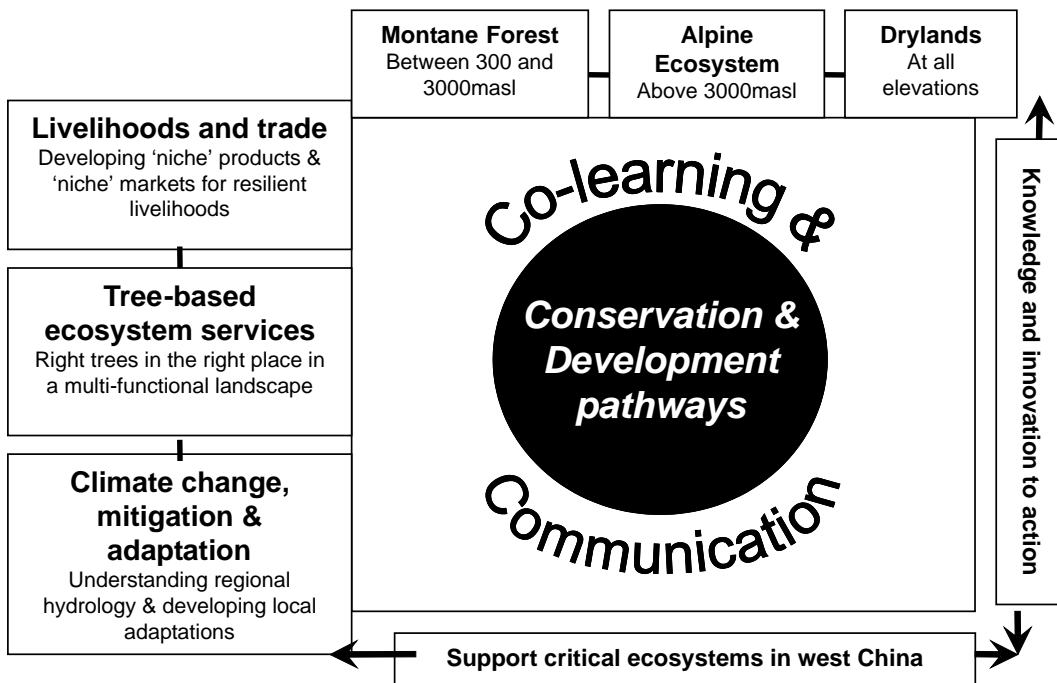 Montane Forest
Between 300 and
3000masl
Alpine
Ecosystem
Above 3000masl
Drylands
At all
elevations
Livelihoods and trade
Developing ‘niche’ products &
‘niche’ markets for resilient
livelihoods
Tree-based
ecosystem services
Right trees in the right place in
a multi-functional landscape
Climate change,
mitigation &
adaptation
Understanding regional
hydrology & developing local
adaptations
Co-learning &
Conservation &
Development
pathways
Communication
Knowledge and innovation to action
Support critical ecosystems in west China